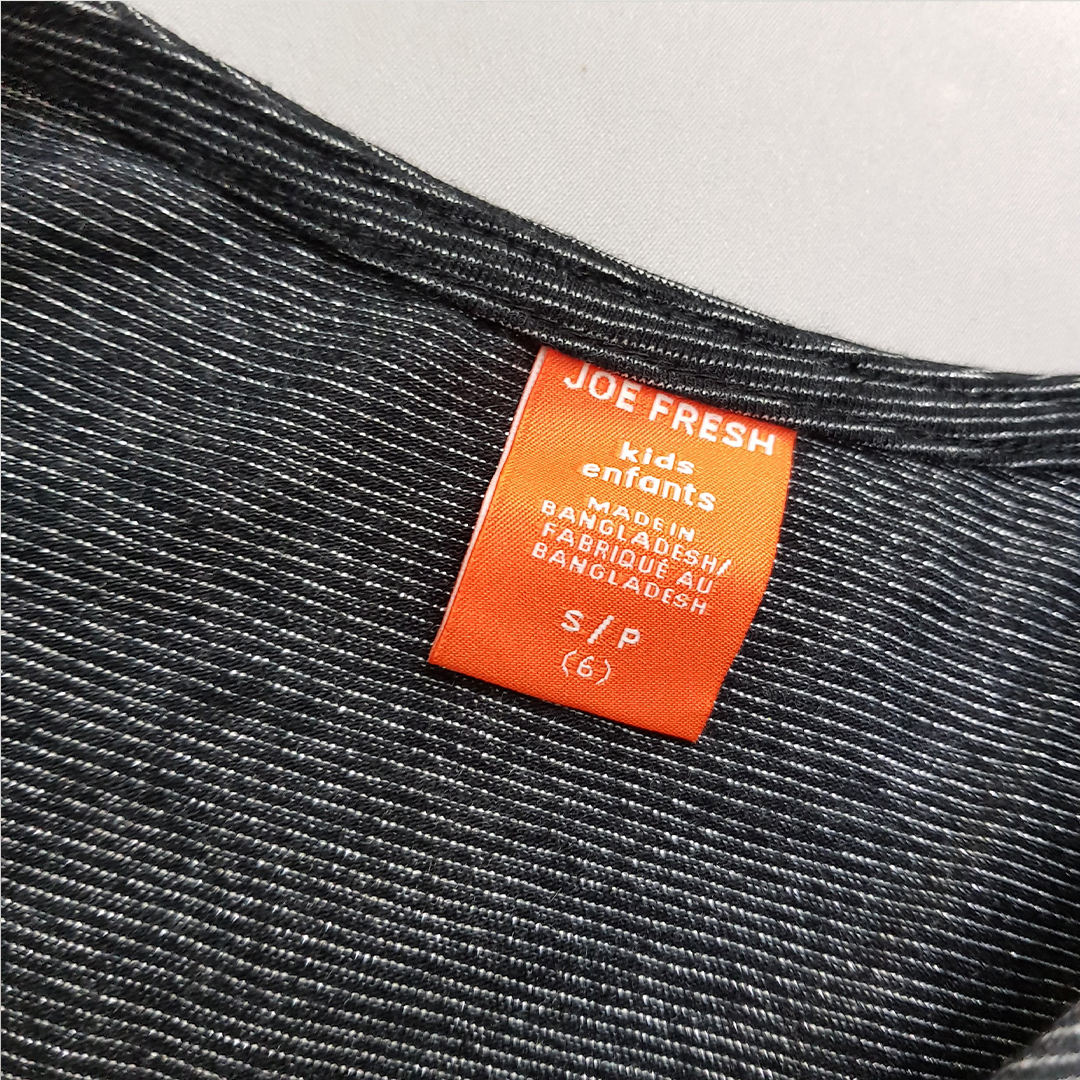 JOE FRESH
kids
enfants
MADE IN
BANGLADESH/
FABRIQUÉ AU
BANGLADESH
S/P
(6)